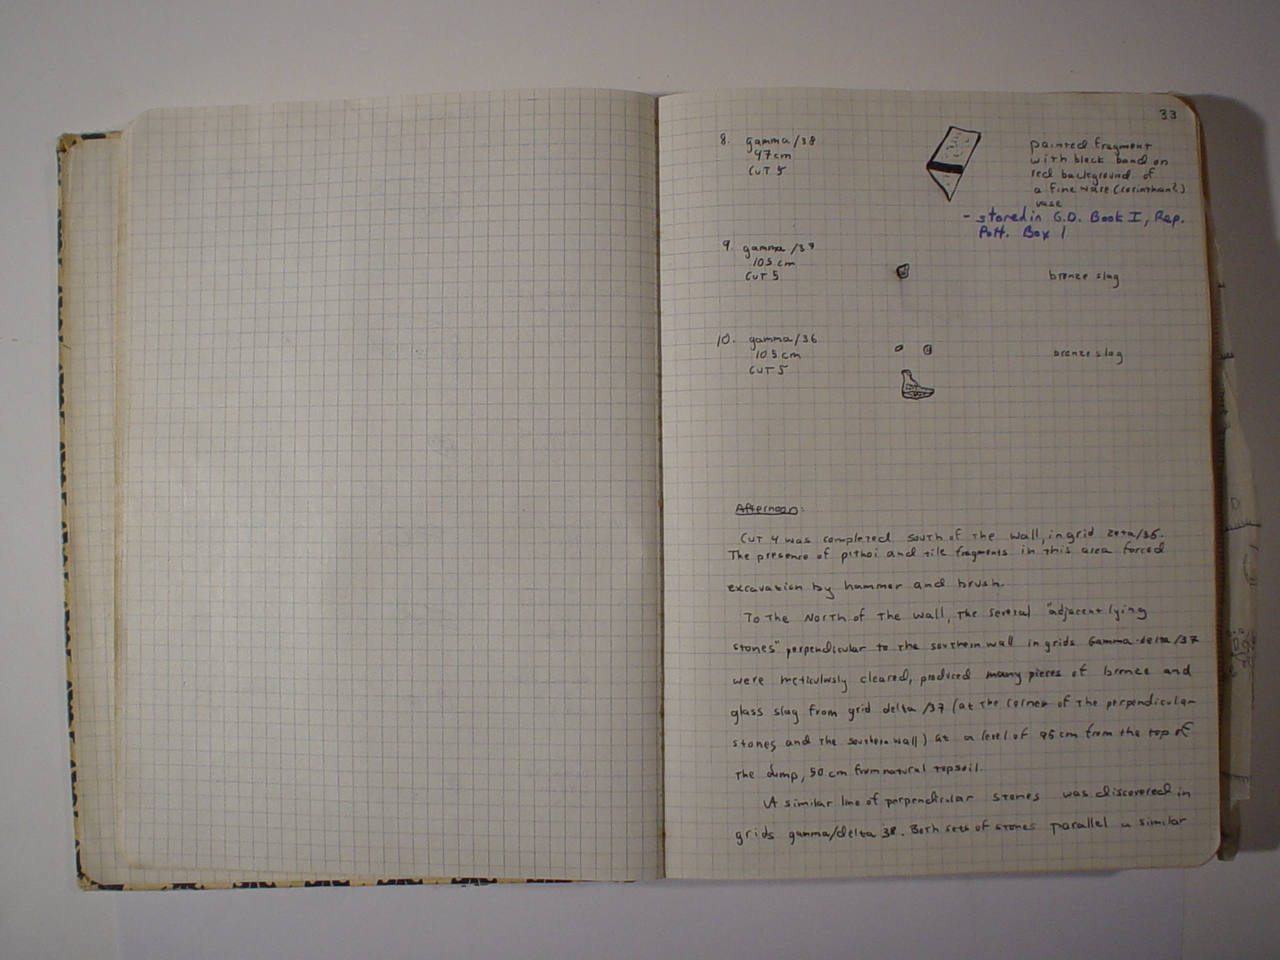 33
8. gamma/38
97cm
CUT 5
painted fragment
with black band on
red background of
a fine ware (corinthian?)
vase
- stored in G.D. Book I, Rep.
Pott. Box 1
9. gamma/37
105 cm
CUT 5
bronze slag
10. gamma/36
105 cm
CUT 5
bronze slag
Afternoon:
CUT 4 was completed south of the wall, in grid zeta/36.
The presence of pithoi and tile fragments in this area forced
excavation by hammer and brush.
To the North of the wall, the several "adjacent lying
stones" perpendicular to the southern wall in grids Gamma-delta/37
were meticulously cleared, produced many pieces of bronze and
glass slag from grid delta/37 (at the corner of the perpendicular
stones and the southern wall) at a level of 95 cm from the top of
the dump, 50 cm from natural topsoil.
A similar line of perpendicular stones was discovered in
grids gamma/delta 38. Both sets of stones parallel a similar